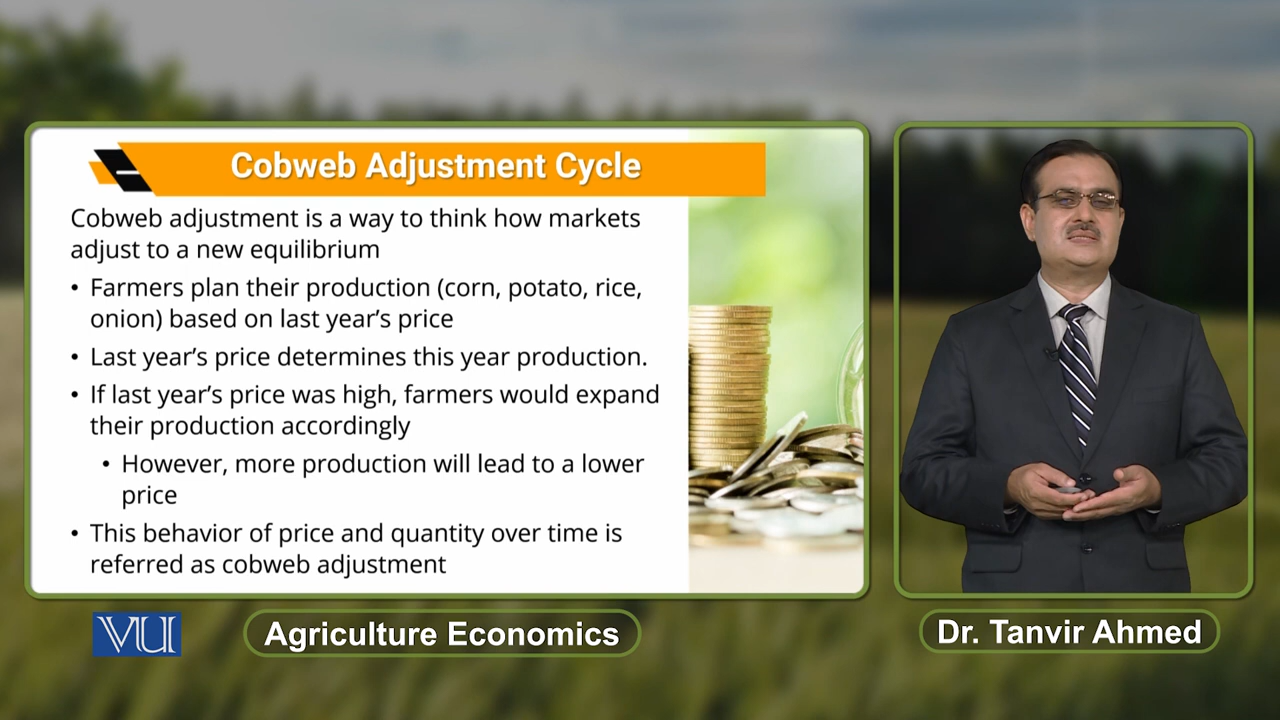 Cobweb Adjustment Cycle
Cobweb adjustment is a way to think how markets
adjust to a new equilibrium
• Farmers plan their production (corn, potato, rice,
onion) based on last year's price
• Last year's price determines this year production.
• If last year's price was high, farmers would expand
their production accordingly
• However, more production will lead to a lower
price
• This behavior of price and quantity over time is
referred as cobweb adjustment
VU
Agriculture Economics
Dr. Tanvir Ahmed